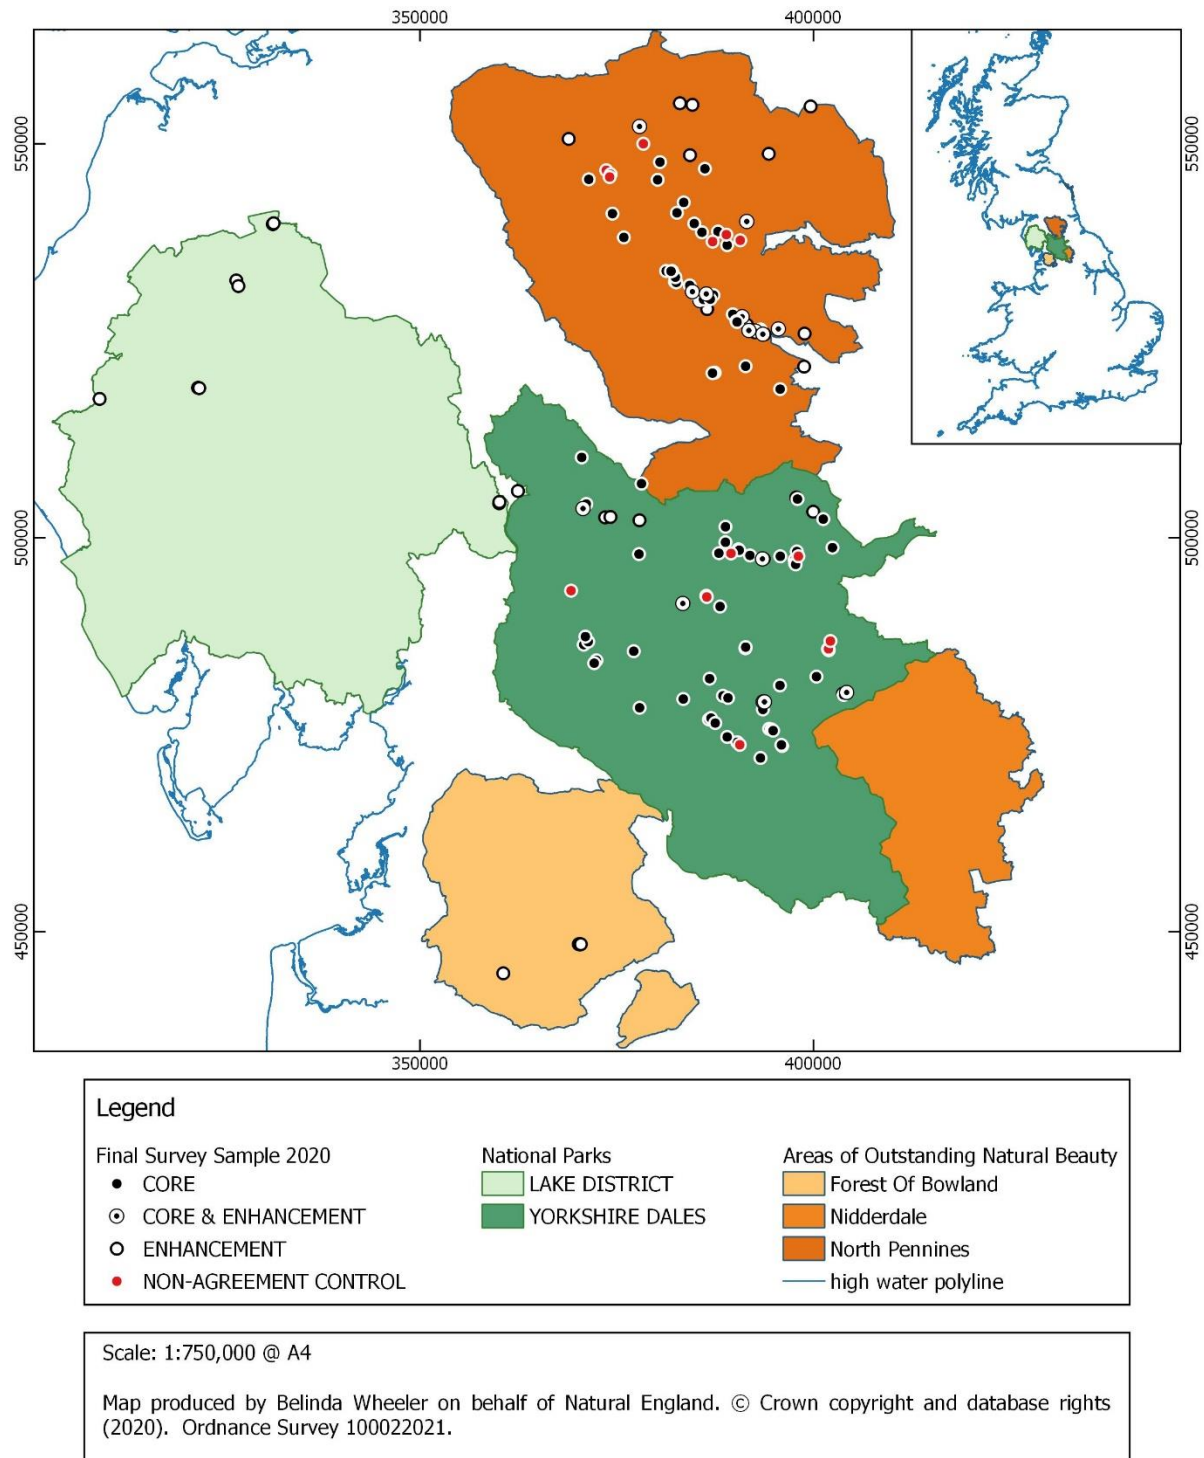 350000
400000
550000
550000
500000
500000
450000
450000
350000
400000
Legend
Final Survey Sample 2020
CORE
CORE & ENHANCEMENT
ENHANCEMENT
NON-AGREEMENT CONTROL
National Parks
LAKE DISTRICT
YORKSHIRE DALES
Areas of Outstanding Natural Beauty
Forest Of Bowland
Nidderdale
North Pennines
high water polyline
Scale: 1:750,000 @ A4
Map produced by Belinda Wheeler on behalf of Natural England. © Crown copyright and database rights
(2020). Ordnance Survey 100022021.